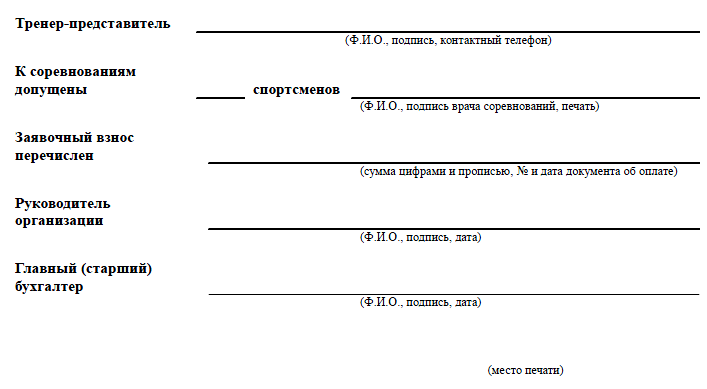 Тренер-представитель
(Ф.И.О., подпись, контактный телефон)
К соревнованиям
допущены спортсменов
(Ф.И.О., подпись врача соревнований, печать)
Заявочный взнос
перечислен
(сумма цифрами и прописью, № и дата документа об оплате)
Руководитель
организации
(Ф.И.О., подпись, дата)
Главный (старший)
бухгалтер
(Ф.И.О., подпись, дата)
(место печати)